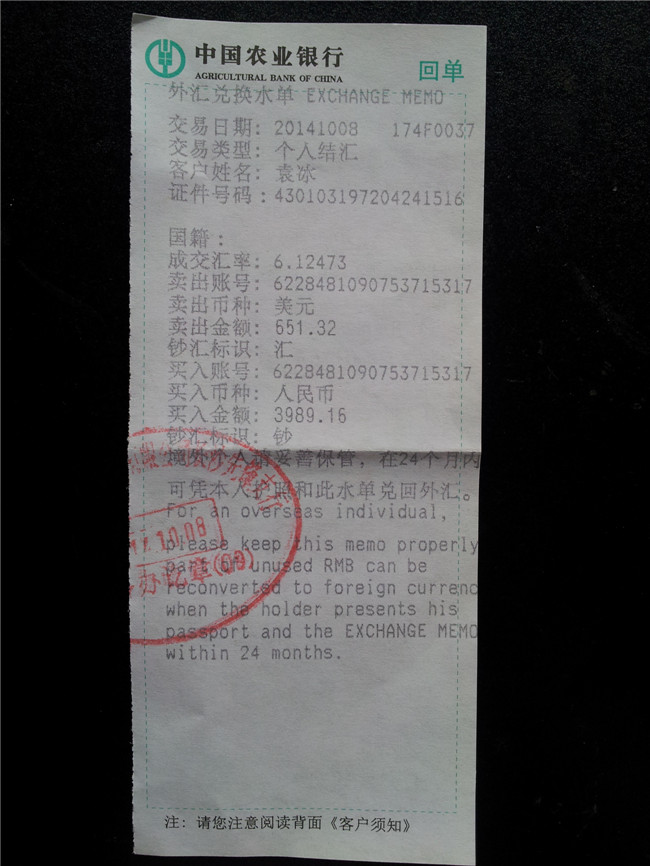 中国农业银行
AGRICULTURAL BANK OF CHINA
回单
外汇兑换水单 EXCHANGE MEMO
交易日期: 20141008 174F0037
交易类型: 个人结汇
客户姓名: 袁冰
证件号码: 430103197204241516
国籍:
成交汇率: 6.12473
卖出账号: 6228481090753715317
卖出币种: 美元
卖出金额: 651.32
钞汇标识: 汇
买入账号: 6228481090753715317
买入币种: 人民币
买入金额: 3989.16
钞汇标识: 钞
境外个人请妥善保管, 在24个月内
可凭本人护照和此水单兑回外汇。
For an overseas individual,
please keep this memo properly
part of unused RMB can be
reconverted to foreign currenc
when the holder presents his
passport and the EXCHANGE MEMO
within 24 months.
10.08
办讫章(09)
注: 请您注意阅读背面《客户须知》